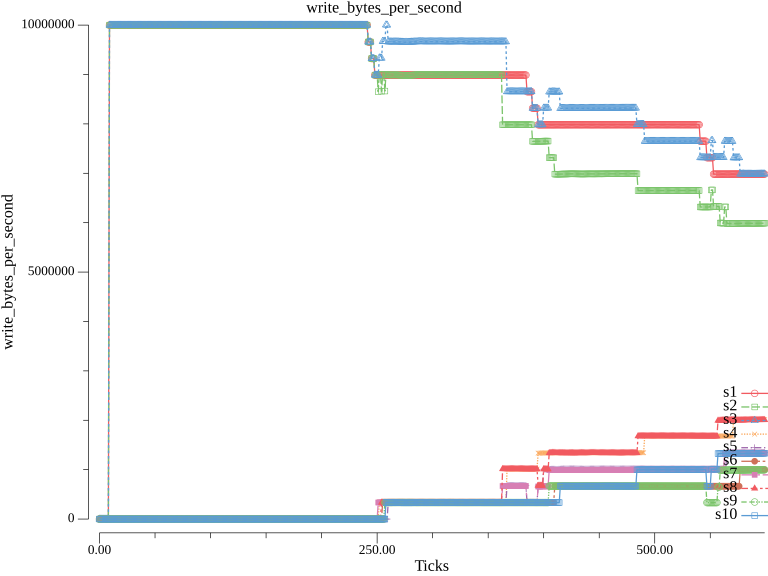 write_bytes_per_second
10000000
5000000
0
write_bytes_per_second
0.00
250.00
500.00
Ticks
s1
s2
s3
s4
s5
s6
s7
s8
s9
s10